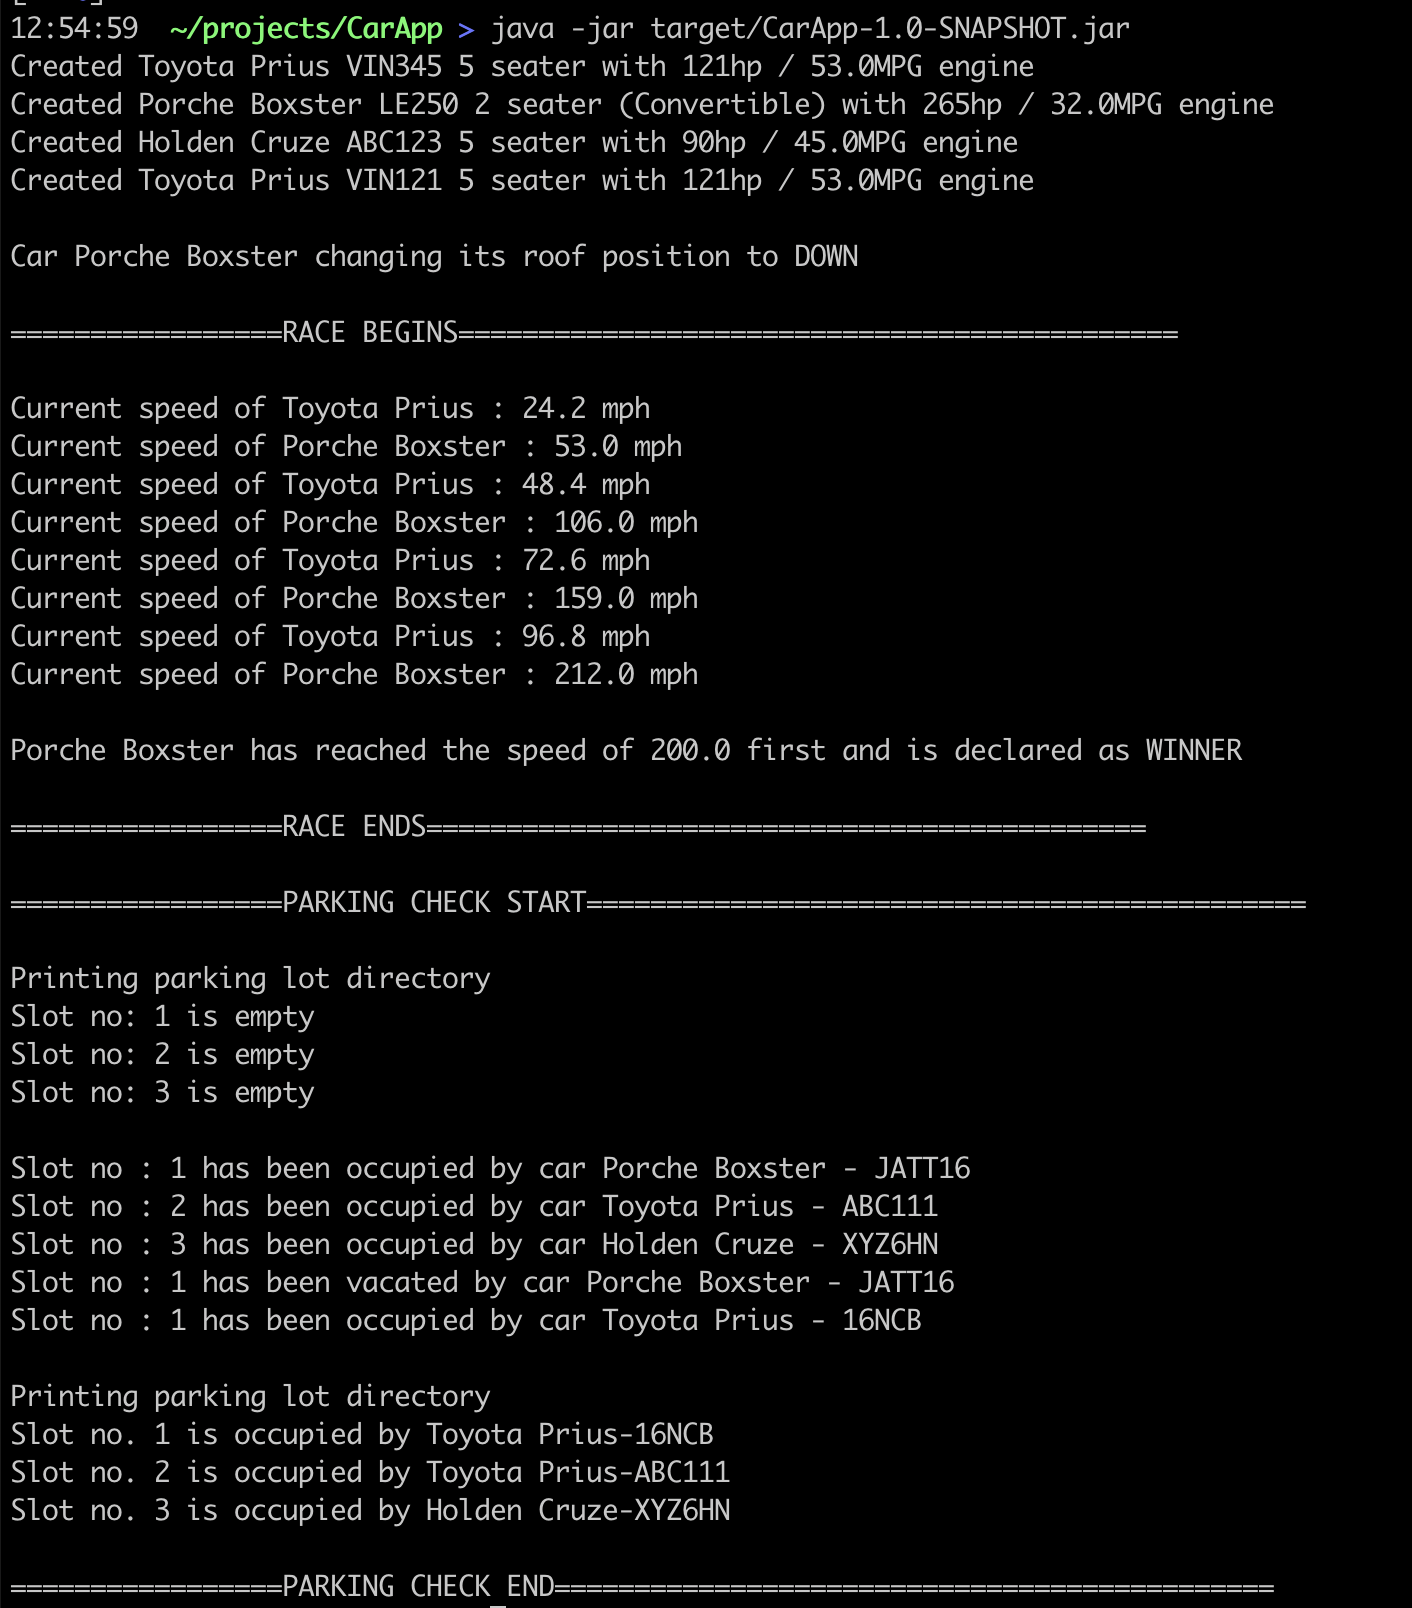 12:54:59 ~/projects/CarApp > java -jar target/CarApp-1.0-SNAPSHOT.jar
Created Toyota Prius VIN345 5 seater with 121hp / 53.0MPG engine
Created Porche Boxster LE250 2 seater (Convertible) with 265hp / 32.0MPG engine
Created Holden Cruze ABC123 5 seater with 90hp / 45.0MPG engine
Created Toyota Prius VIN121 5 seater with 121hp / 53.0MPG engine
Car Porche Boxster changing its roof position to DOWN
=================RACE BEGINS=============================================
Current speed of Toyota Prius : 24.2 mph
Current speed of Porche Boxster : 53.0 mph
Current speed of Toyota Prius : 48.4 mph
Current speed of Porche Boxster : 106.0 mph
Current speed of Toyota Prius : 72.6 mph
Current speed of Porche Boxster : 159.0 mph
Current speed of Toyota Prius : 96.8 mph
Current speed of Porche Boxster : 212.0 mph
Porche Boxster has reached the speed of 200.0 first and is declared as WINNER
=================RACE ENDS=============================================
=================PARKING CHECK START=============================================
Printing parking lot directory
Slot no: 1 is empty
Slot no: 2 is empty
Slot no: 3 is empty
Slot no : 1 has been occupied by car Porche Boxster - JATT16
Slot no : 2 has been occupied by car Toyota Prius - ABC111
Slot no : 3 has been occupied by car Holden Cruze - XYZ6HN
Slot no : 1 has been vacated by car Porche Boxster - JATT16
Slot no : 1 has been occupied by car Toyota Prius - 16NCB
Printing parking lot directory
Slot no. 1 is occupied by Toyota Prius-16NCB
Slot no. 2 is occupied by Toyota Prius-ABC111
Slot no. 3 is occupied by Holden Cruze-XYZ6HN
=================PARKING CHECK END=============================================